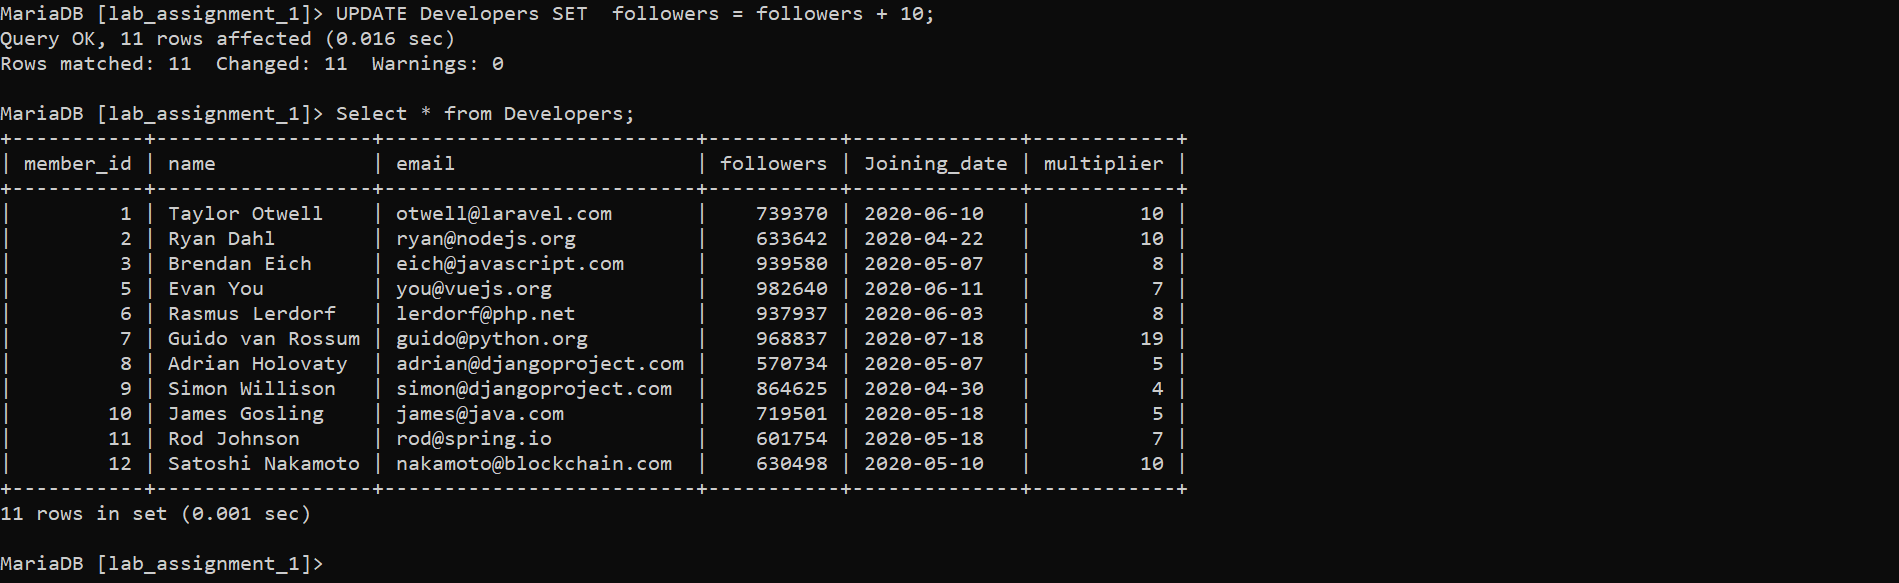 MariaDB [lab_assignment_1]> UPDATE Developers SET  followers = followers + 10;
Query OK, 11 rows affected (0.016 sec)
Rows matched: 11  Changed: 11  Warnings: 0
MariaDB [lab_assignment_1]> Select * from Developers;
+-----------+------------------+--------------------------+-----------+--------------+------------+
| member_id | name             | email                    | followers | Joining_date | multiplier |
+-----------+------------------+--------------------------+-----------+--------------+------------+
|         1 | Taylor Otwell    | otwell@laravel.com       |    739370 | 2020-06-10   |         10 |
|         2 | Ryan Dahl        | ryan@nodejs.org          |    633642 | 2020-04-22   |         10 |
|         3 | Brendan Eich     | eich@javascript.com      |    939580 | 2020-05-07   |          8 |
|         5 | Evan You         | you@vuejs.org            |    982640 | 2020-06-11   |          7 |
|         6 | Rasmus Lerdorf   | lerdorf@php.net          |    937937 | 2020-06-03   |          8 |
|         7 | Guido van Rossum | guido@python.org         |    968837 | 2020-07-18   |         19 |
|         8 | Adrian Holovaty  | adrian@djangoproject.com |    570734 | 2020-05-07   |          5 |
|         9 | Simon Willison   | simon@djangoproject.com  |    864625 | 2020-04-30   |          4 |
|        10 | James Gosling    | james@java.com           |    719501 | 2020-05-18   |          5 |
|        11 | Rod Johnson      | rod@spring.io            |    601754 | 2020-05-18   |          7 |
|        12 | Satoshi Nakamoto | nakamoto@blockchain.com  |    630498 | 2020-05-10   |         10 |
+-----------+------------------+--------------------------+-----------+--------------+------------+
11 rows in set (0.001 sec)
MariaDB [lab_assignment_1]>